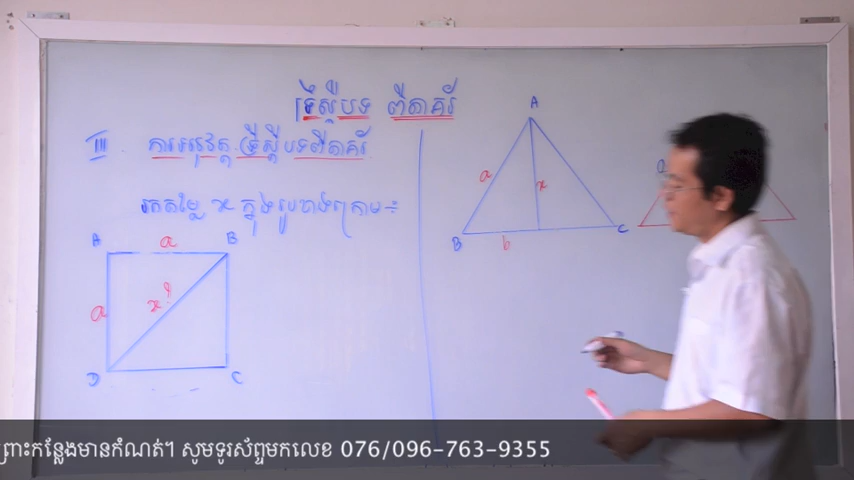 ទ្រឹស្តីបទ ពីតាគ័រ
III ការអនុវត្ត ទ្រឹស្តីបទពីតាគ័រ
រកតម្លៃ x ក្នុងរូបខាងក្រោម ÷
A a B
a x ?
D C
A
a x
B b C
ព្រោះកន្លែងមានកំណត់។ សូមទូរស័ព្ទមកលេខ 076/096-763-9355